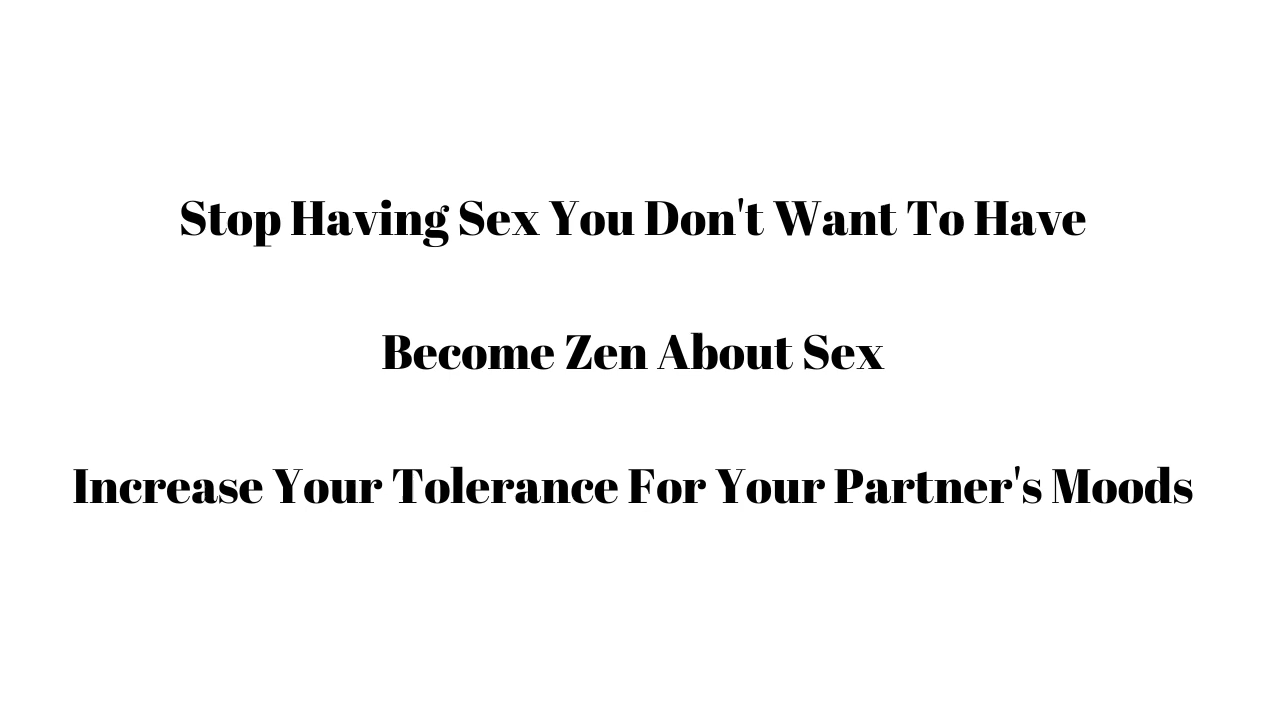 Stop Having Sex You Don't Want To Have
Become Zen About Sex
Increase Your Tolerance For Your Partner's Moods